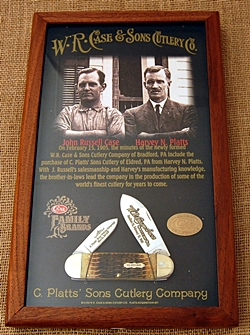 W.R. CASE & SONS CUTLERY CO.
John Russell Case Harvey N. Platts
On February 11, 1905, the minutes of the newly formed
W.R. Case & Sons Cutlery Company of Bradford, PA include the
purchase of C. Platts' Sons Cutlery of Eldred, PA from Harvey N. Platts.
With J. Russell's salesmanship and Harvey's manufacturing knowledge,
the brother-in-laws lead the company in the production of some of the
world's finest cutlery for years to come.
CASE
FAMILY
BRANDS
C. Platts' Sons Cutlery Company